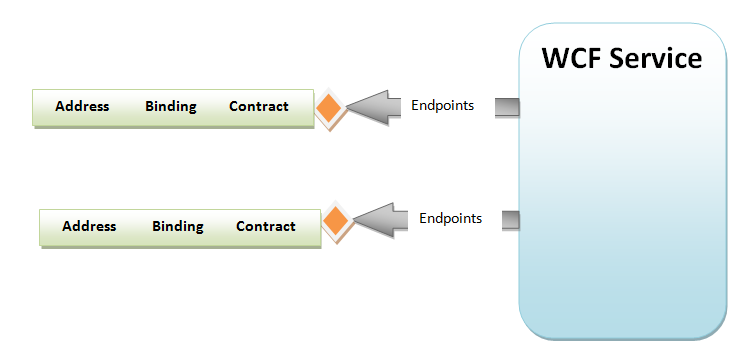 WCF Service
Address Binding Contract
Endpoints
Address Binding Contract
Endpoints